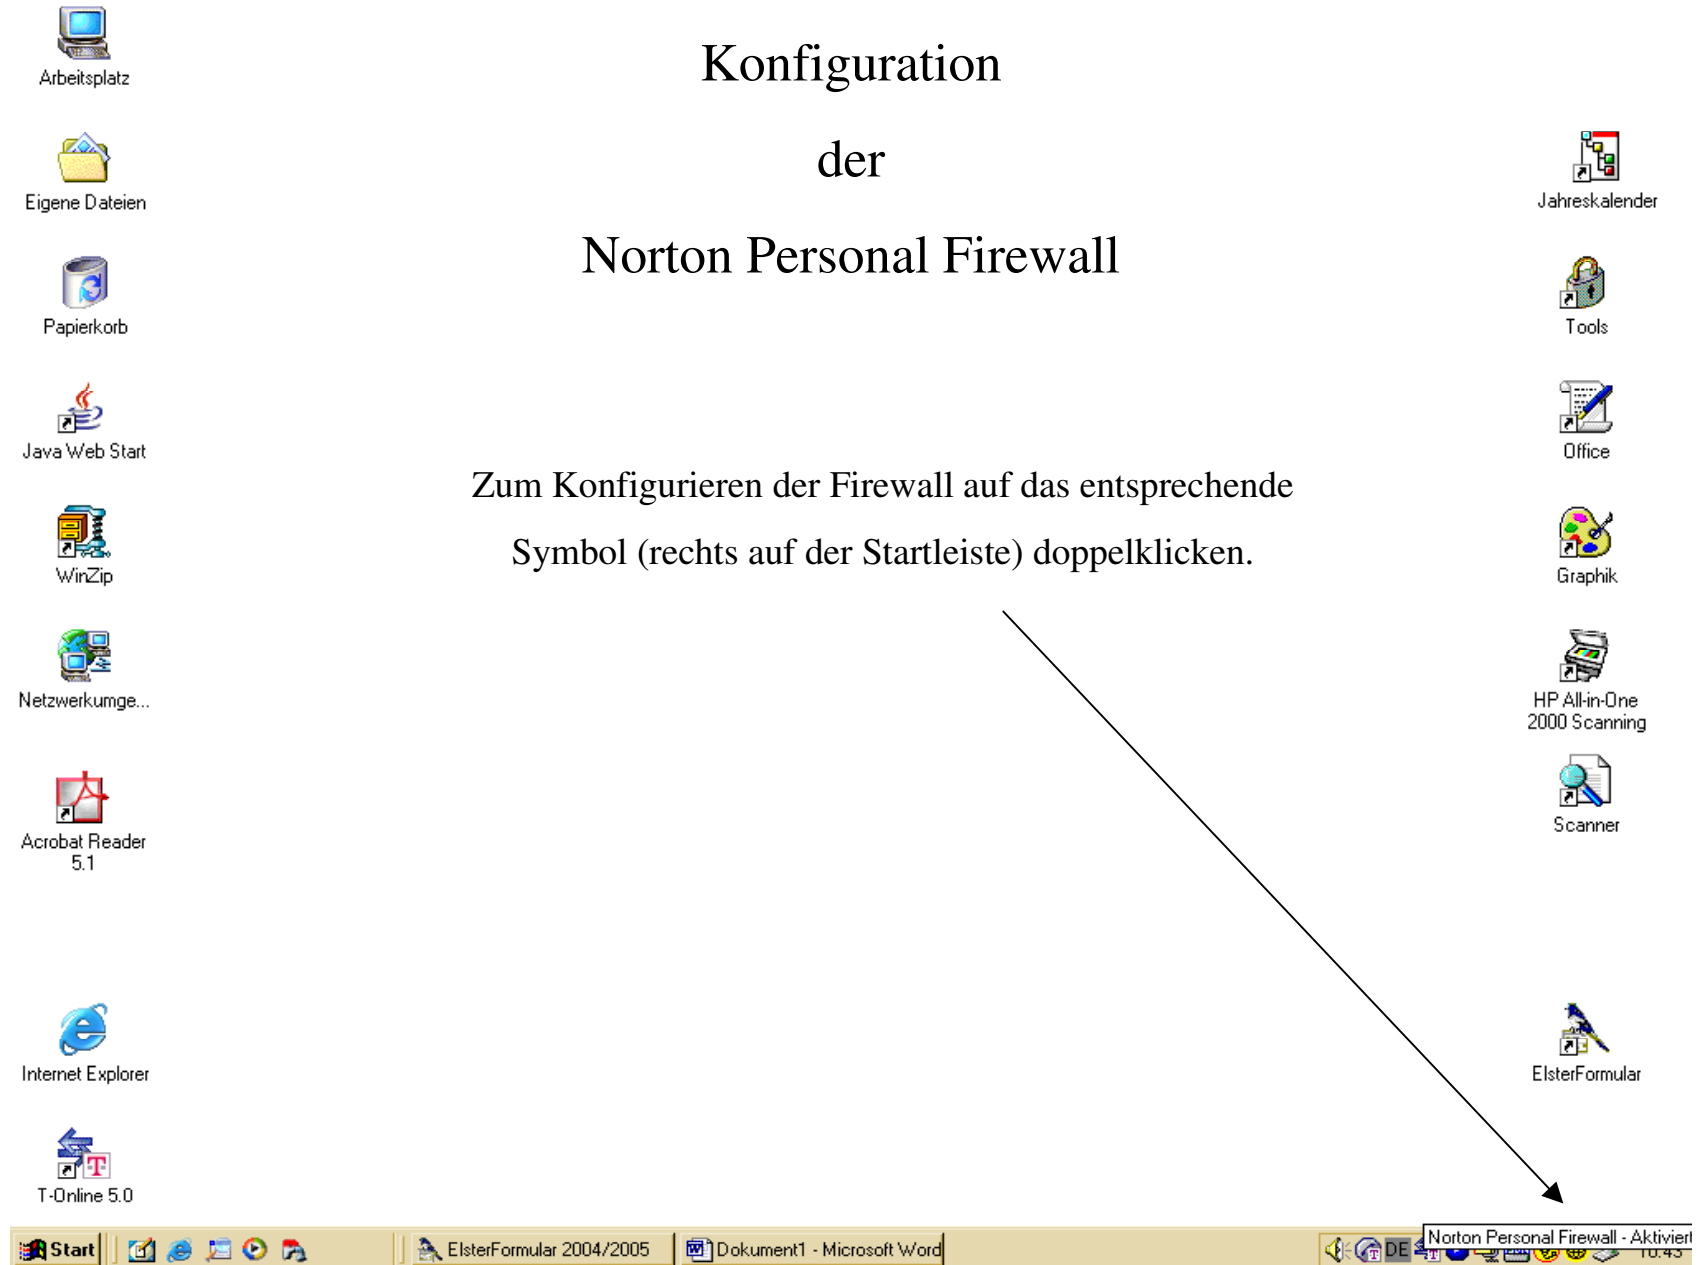 Konfiguration
der
Norton Personal Firewall
Zum Konfigurieren der Firewall auf das entsprechende
Symbol (rechts auf der Startleiste) doppelklicken.
Arbeitsplatz
Eigene Dateien
Papierkorb
Java Web Start
WinZip
Netzwerkumge...
Acrobat Reader
5.1
Internet Explorer
T-Online 5.0
Jahreskalender
Tools
Office
Graphik
HP All-in-One
2000 Scanning
Scanner
ElsterFormular
Start
ElsterFormular 2004/2005
Dokument1 - Microsoft Word
DE
Norton Personal Firewall - Aktiviert
10:43